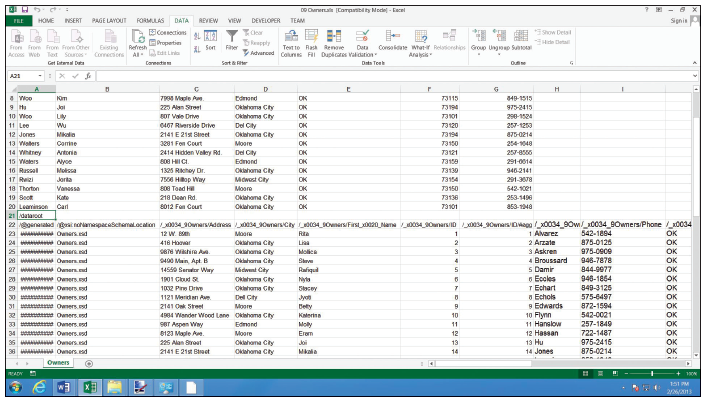 09 Owners.xls [Compatibility Mode] - Excel
FILE HOME INSERT PAGE LAYOUT FORMULAS DATA REVIEW VIEW DEVELOPER TEAM Sign in
From Access From Web From Text From Other Sources Existing Connections Refresh All Connections Properties Edit Links Sort Filter Clear Reapply Advanced Text to Columns Flash Fill Remove Duplicates Data Validation Consolidate What-If Analysis Relationships Group Ungroup Subtotal Show Detail Hide Detail
Get External Data Connections Sort & Filter Data Tools Outline
A21 fx
A B C D E F G H I
8 Woo Kim 7998 Maple Ave. Edmond OK 73115 849-1515
9 Hu Joi 225 Alan Street Oklahoma City OK 73194 975-2415
10 Woo Lily 807 Vale Drive Oklahoma City OK 73101 298-1524
11 Lee Wu 6467 Riverside Drive Del City OK 73120 257-1253
12 Jones Mikalia 2141 E 21st Street Oklahoma City OK 73194 875-0214
13 Walters Corrine 3281 Fen Court Moore OK 73150 254-1648
14 Whitney Antonia 2414 Hidden Valley Rd. Del City OK 73121 257-8555
15 Waters Alyce 808 Hill Ct. Edmond OK 73159 291-6614
16 Russell Melissa 1325 Ritchey Dr. Oklahoma City OK 73139 946-2141
17 Rwizi Jorita 7556 Hilltop Way Midwest City OK 73154 291-3678
18 Thorton Vanessa 808 Toad Hill Moore OK 73150 542-1021
19 Scott Kate 218 Dean Rd. Oklahoma City OK 73136 253-1496
20 Leaminson Carl 8012 Fen Court Oklahoma City OK 73101 853-1948
21 /dataroot
22 /@generated /@xsi:noNamespaceSchemaLocation /_x0034_9Owners/Address /_x0034_9Owners/City /_x0034_9Owners/First_x0020_Name /_x0034_9Owners/ID /_x0034_9Owners/ID/#agg /_x0034_9Ow /_x0034_9Owners/Phone /_x034
23 ########### Owners.xsd 12 W. 89th Moore Rita 1 1 Alvarez 542-1894 OK
24 ########### Owners.xsd 416 Hoover Oklahoma City Lisa 2 2 Arzate 875-0125 OK
25 ########### Owners.xsd 9876 Wilshire Ave. Oklahoma City Mollica 3 3 Askren 975-0909 OK
26 ########### Owners.xsd 9490 Main, Apt. B Oklahoma City Steve 4 4 Broussard 946-7878 OK
27 ########### Owners.xsd 14559 Senator Way Midwest City Rafiquil 5 5 Damir 844-9977 OK
28 ########### Owners.xsd 1901 Cloud St. Oklahoma City Nyla 6 6 Eccles 946-1854 OK
29 ########### Owners.xsd 1032 Pine Drive Oklahoma City Stacey 7 7 Echart 849-3125 OK
30 ########### Owners.xsd 1121 Meridian Ave. Dell City Jyoti 8 8 Echols 575-6497 OK
31 ########### Owners.xsd 2141 Oak Street Moore Betty 9 9 Edwards 872-1594 OK
32 ########### Owners.xsd 4984 Wander Wood Lane Oklahoma City Katerina 10 10 Flynn 542-0021 OK
33 ########### Owners.xsd 987 Aspen Way Edmond Molly 11 11 Hanslow 257-1849 OK
34 ########### Owners.xsd 8123 Maple Ave. Moore Eram 12 12 Hassan 722-1487 OK
35 ########### Owners.xsd 225 Alan Street Oklahoma City Joi 13 13 Hu 975-2415 OK
36 ########### Owners.xsd 2141 E 21st Street Oklahoma City Mikalia 14 14 Jones 875-0214 OK
Owners
READY 100%
1:51 PM
2/26/2013